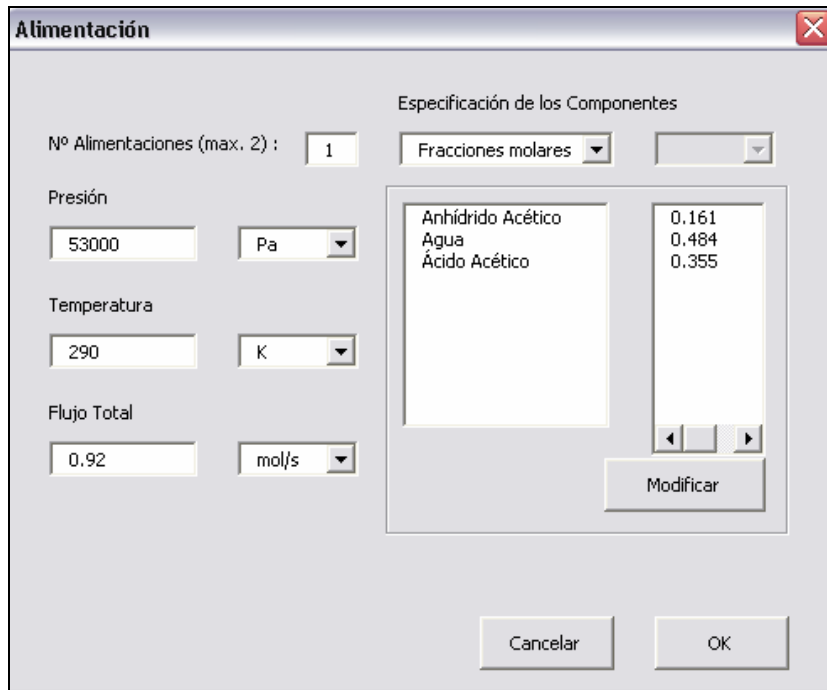 Alimentación
Nº Alimentaciones (max. 2) :
1
Presión
53000
Pa
Temperatura
290
K
Flujo Total
0.92
mol/s
Especificación de los Componentes
Fracciones molares
Anhídrido Acético
0.161
Agua
0.484
Ácido Acético
0.355
Modificar
Cancelar
OK